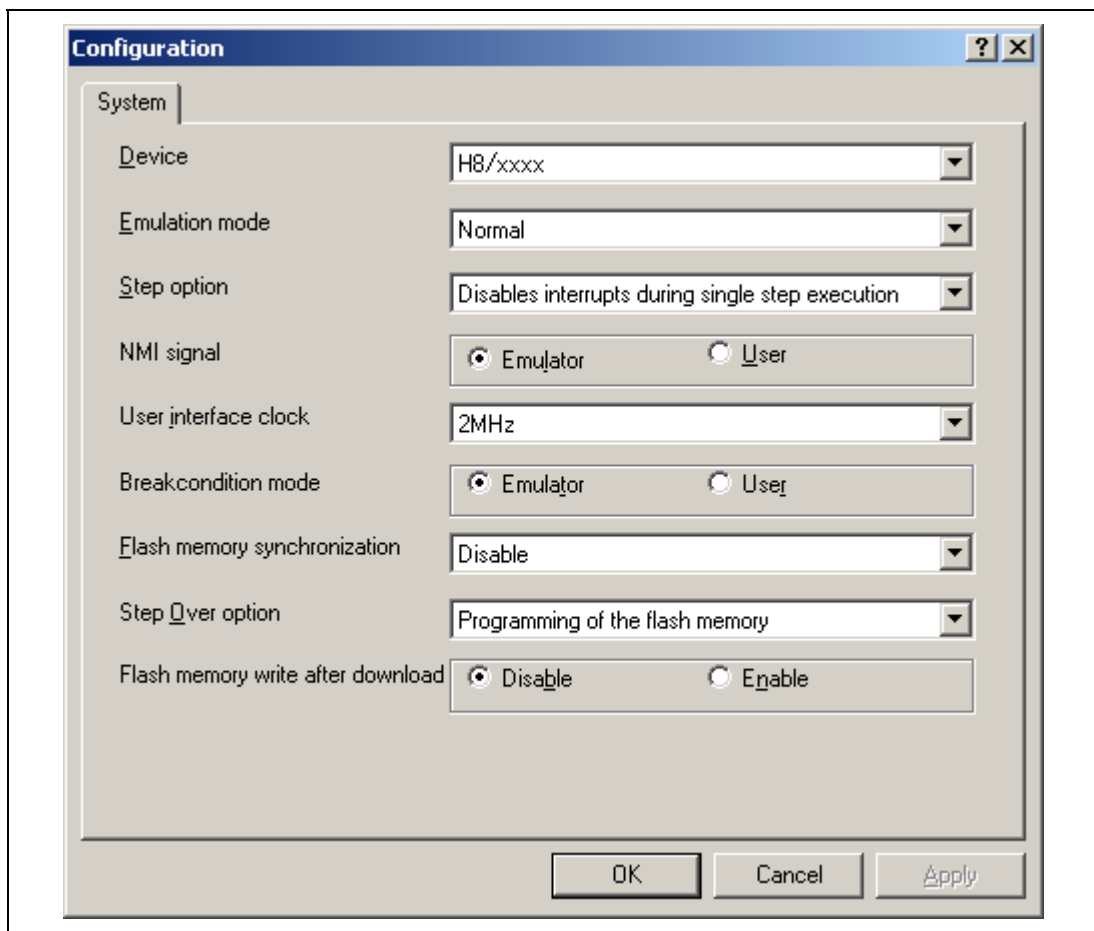 Configuration
System
Device
H8/xxxx
Emulation mode
Normal
Step option
Disables interrupts during single step execution
NMI signal
Emulator
User
User interface clock
2MHz
Breakcondition mode
Emulator
User
Flash memory synchronization
Disable
Step Over option
Programming of the flash memory
Flash memory write after download
Disable
Enable
OK
Cancel
Apply